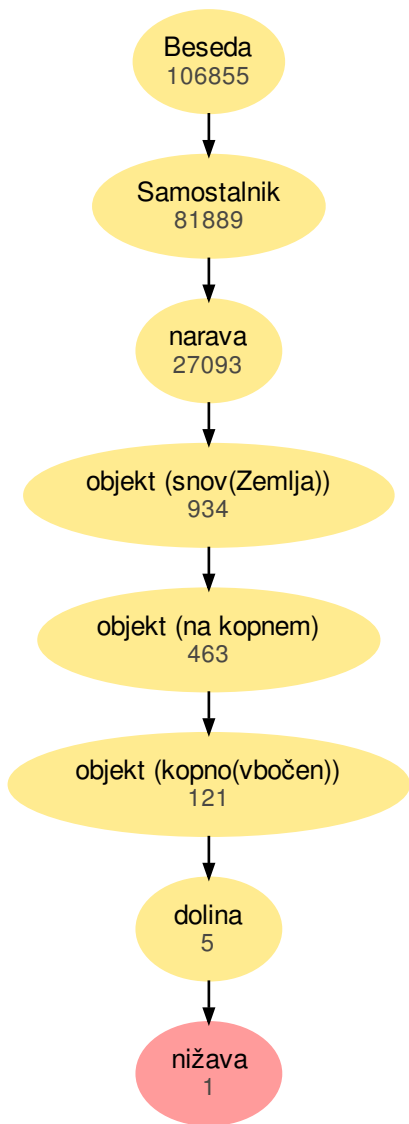 Beseda
106855
Samostalnik
81889
narava
27093
objekt (snov(Zemlja))
934
objekt (na kopnem)
463
objekt (kopno(vbočen))
121
dolina
5
nižava
1